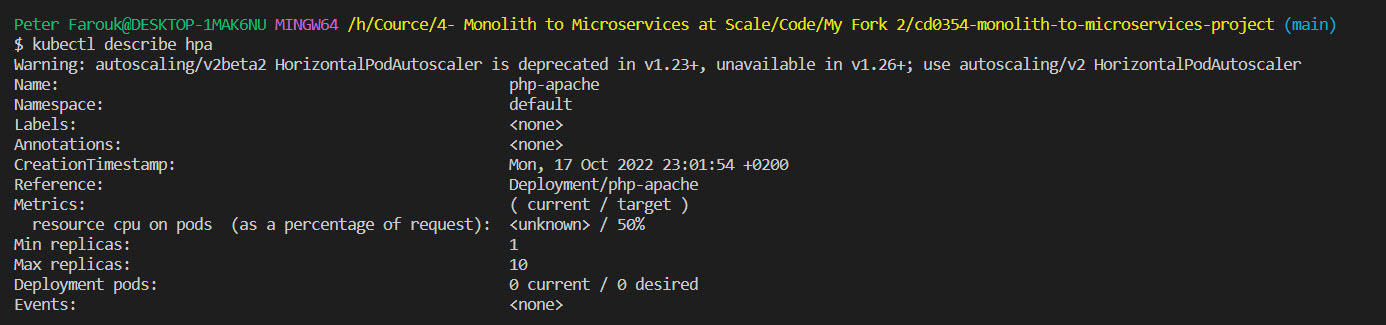 Peter Farouk@DESKTOP-1MAK6NU MINGW64 /h/Cource/4- Monolith to Microservices at Scale/Code/My Fork 2/cd0354-monolith-to-microservices-project (main)
$ kubectl describe hpa
Warning: autoscaling/v2beta2 HorizontalPodAutoscaler is deprecated in v1.23+, unavailable in v1.26+; use autoscaling/v2 HorizontalPodAutoscaler
Name: php-apache
Namespace: default
Labels: <none>
Annotations: <none>
CreationTimestamp: Mon, 17 Oct 2022 23:01:54 +0200
Reference: Deployment/php-apache
Metrics: ( current / target )
resource cpu on pods (as a percentage of request): <unknown> / 50%
Min replicas: 1
Max replicas: 10
Deployment pods: 0 current / 0 desired
Events: <none>